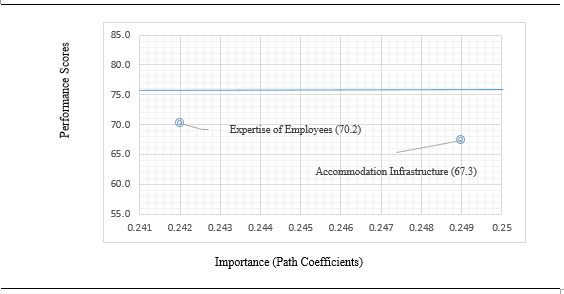 Performance Scores
85.0
80.0
75.0
70.0
65.0
60.0
55.0
Expertise of Employees (70.2)
Accommodation Infrastructure (67.3)
0.241 0.242 0.243 0.244 0.245 0.246 0.247 0.248 0.249 0.25
Importance (Path Coefficients)